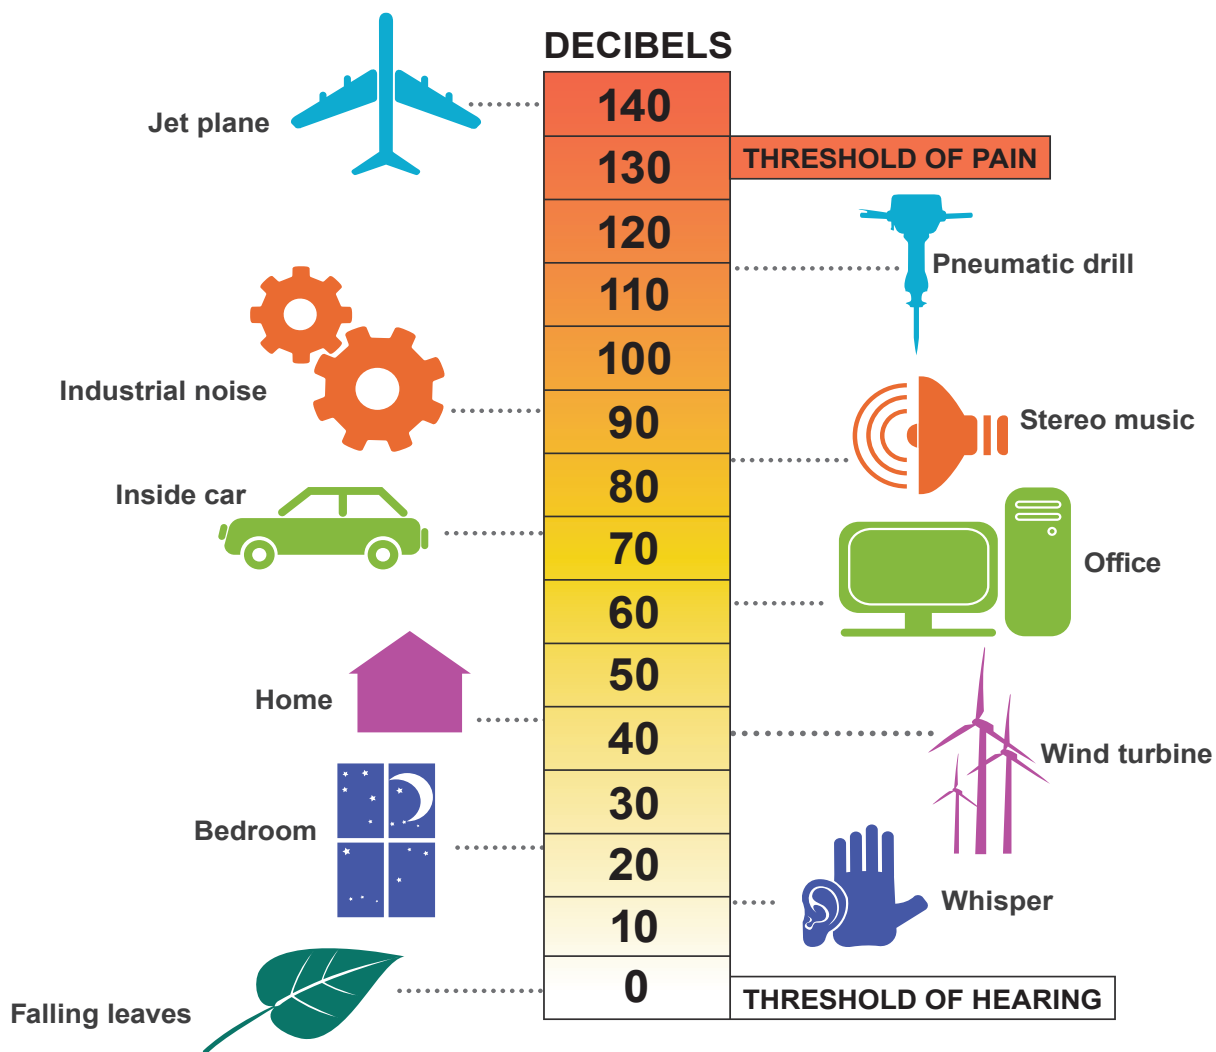 DECIBELS
Jet plane
140
THRESHOLD OF PAIN
130
120
Pneumatic drill
110
100
Industrial noise
90
Stereo music
Inside car
80
70
Office
60
50
Home
40
Wind turbine
30
Bedroom
20
Whisper
10
0
THRESHOLD OF HEARING
Falling leaves